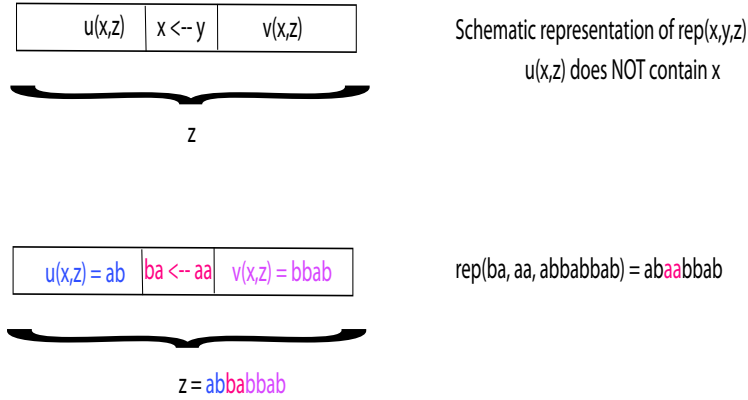 u(x,z) x <-- y v(x,z)
z
Schematic representation of rep(x,y,z)
u(x,z) does NOT contain x
u(x,z) = ab ba <-- aa v(x,z) = bbab
z = abbabbab
rep(ba, aa, abbabbab) = abaabbab